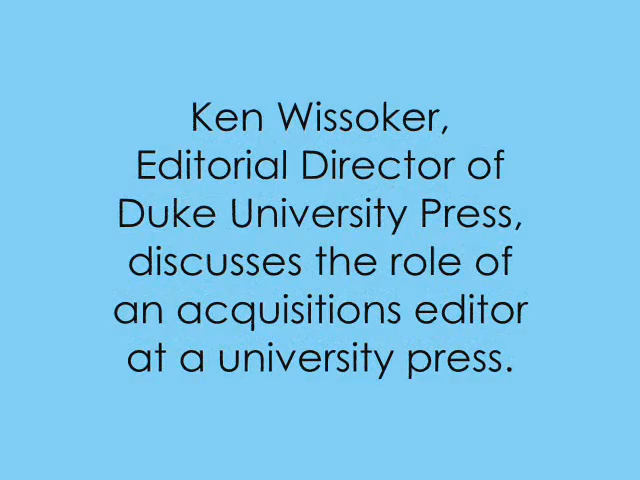 Ken Wissoker,
Editorial Director of
Duke University Press,
discusses the role of
an acquisitions editor
at a university press.